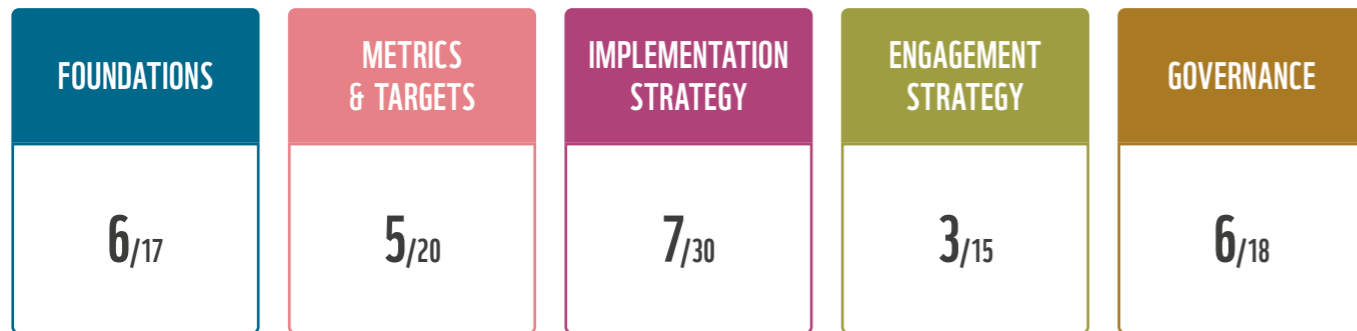 FOUNDATIONS
METRICS
& TARGETS
IMPLEMENTATION
STRATEGY
ENGAGEMENT
STRATEGY
GOVERNANCE
6/17
5/20
7/30
3/15
6/18